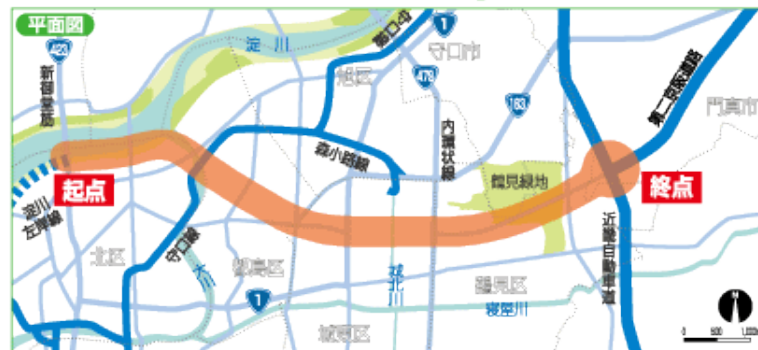 平面図
423
新御堂筋
淀川
旭区
1
守口市
478
163
第二京阪道路
門真市
内環状線
森小路線
鶴見緑地
起点
終点
淀川
左岸線
北区
守口線
大川
都島区
城北川
鶴見区
近畿自動車道
1
寝屋川
城東区
0 500 1,000m